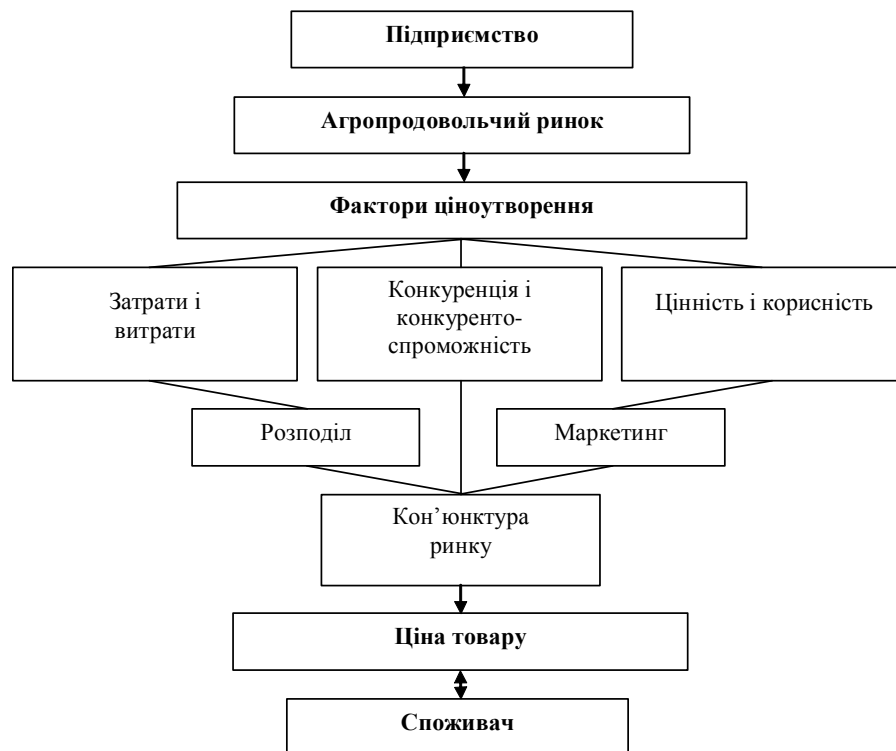 Підприємство
Агропродовольчий ринок
Фактори ціноутворення
Затрати і
витрати
Конкуренція і
конкуренто-
спроможність
Цінність і корисність
Розподіл
Маркетинг
Кон’юнктура
ринку
Ціна товару
Споживач